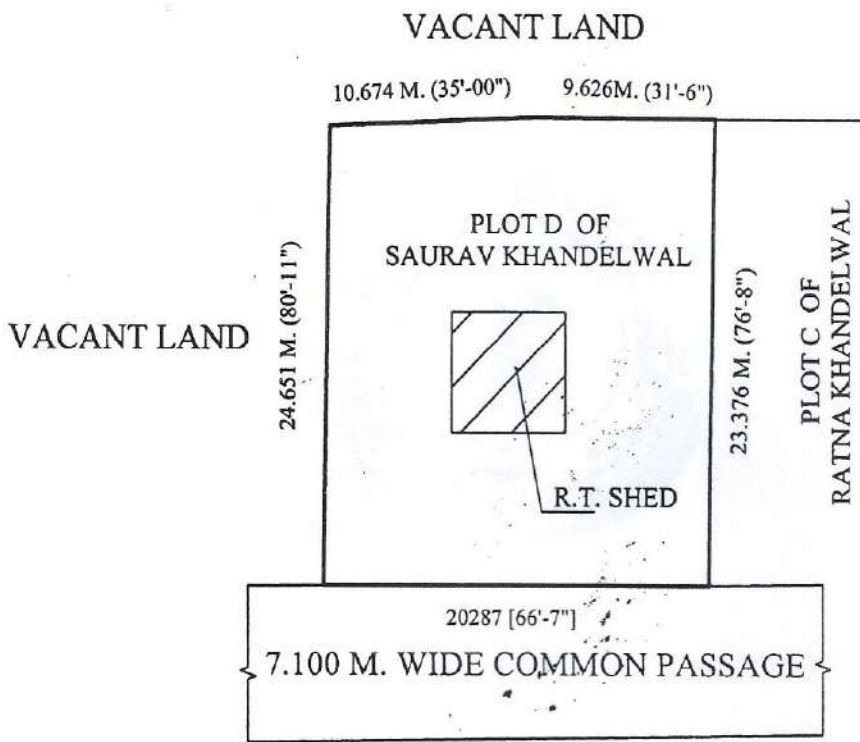 VACANT LAND
10.674 M. (35'-00") 9.626M. (31'-6")
PLOT D OF
SAURAV KHANDELWAL
VACANT LAND
24.651 M. (80'-11")
23.376 M. (76'-8")
PLOT C OF
RATNA KHANDELWAL
R.T. SHED
20287 [66'-7"]
7.100 M. WIDE COMMON PASSAGE